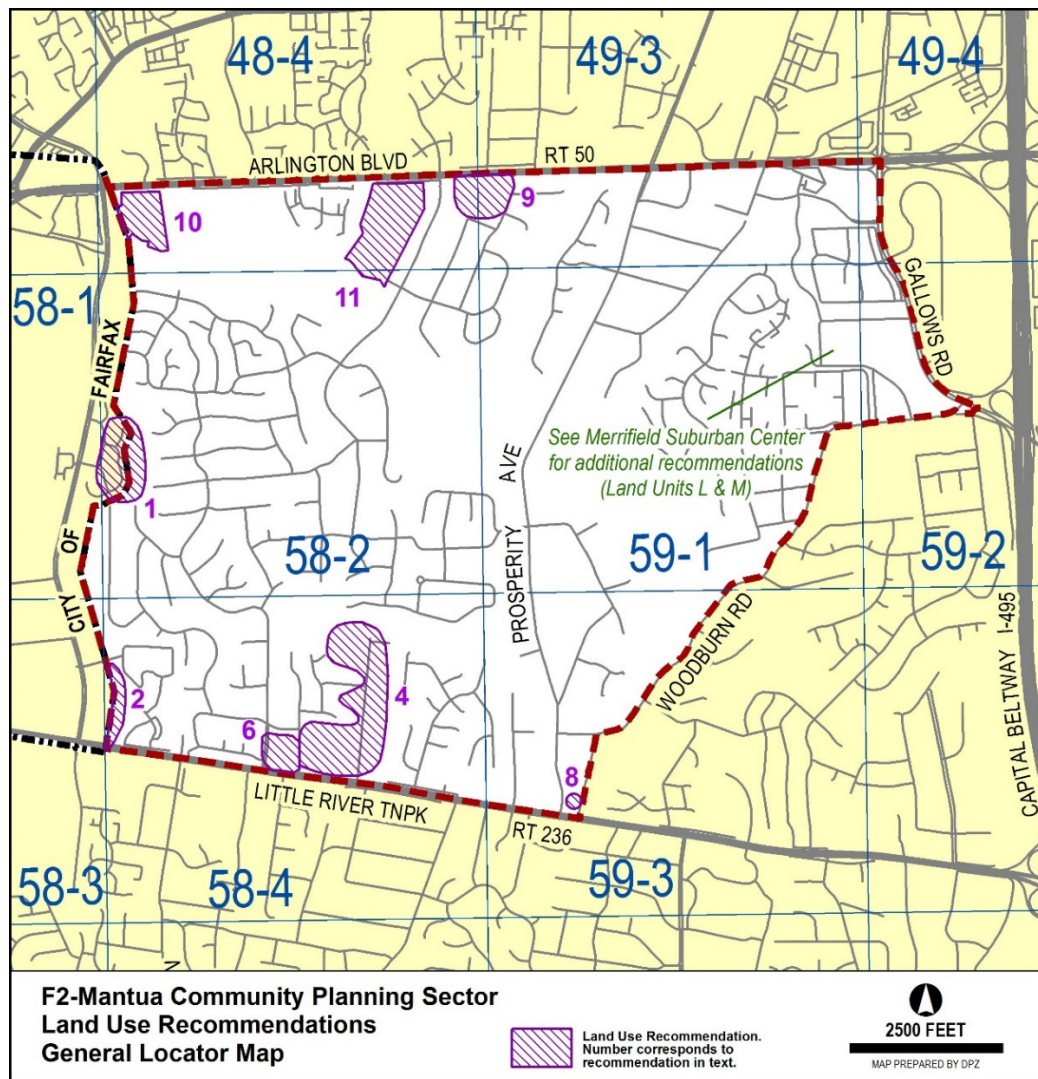 48-4
49-3
49-4
ARLINGTON BLVD
RT 50
10
9
11
58-1
GALLOWS RD
CITY OF FAIRFAX
See Merrifield Suburban Center
for additional recommendations
(Land Units L & M)
1
PROSPERITY AVE
58-2
59-1
59-2
WOODBURN RD
CAPITAL BELTWAY I-495
2
4
6
8
LITTLE RIVER TNPK
RT 236
58-3
58-4
59-3
N
F2-Mantua Community Planning Sector
Land Use Recommendations
General Locator Map
Land Use Recommendation.
Number corresponds to
recommendation in text.
2500 FEET
MAP PREPARED BY DPZ